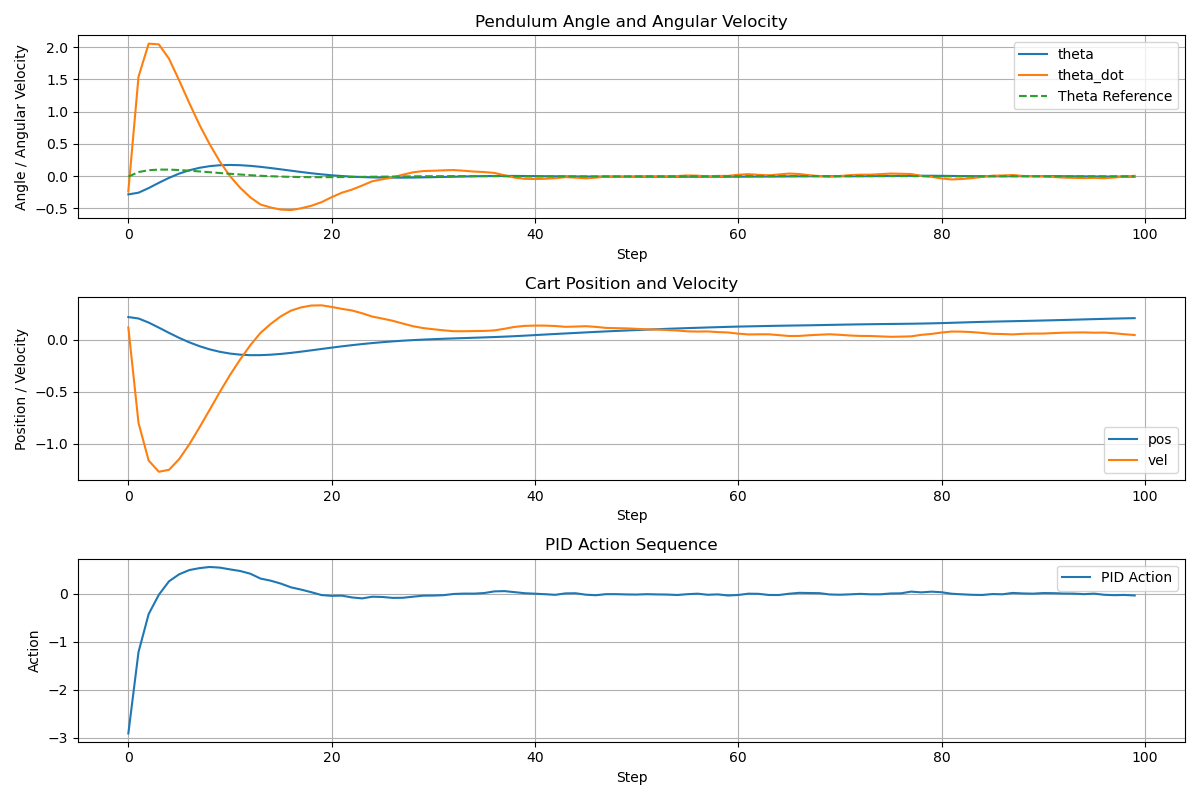 Pendulum Angle and Angular Velocity
Angle / Angular Velocity
2.0
1.5
1.0
0.5
0.0
−0.5
theta
theta_dot
Theta Reference
0 20 40 60 80 100
Step
Cart Position and Velocity
Position / Velocity
0.0
−0.5
−1.0
pos
vel
0 20 40 60 80 100
Step
PID Action Sequence
Action
0
−1
−2
−3
PID Action
0 20 40 60 80 100
Step